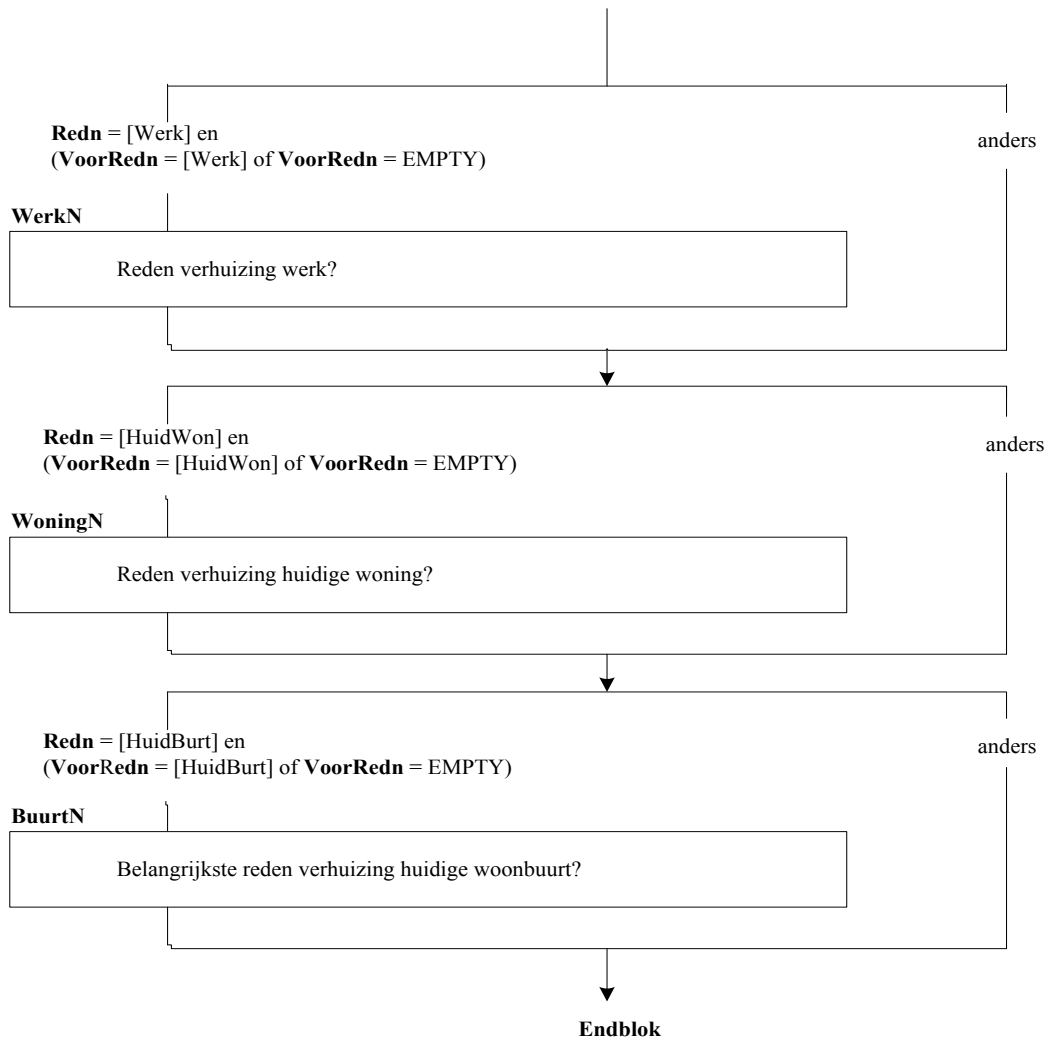 Redn = [Werk] en
(VoorRedn = [Werk] of VoorRedn = EMPTY)
anders
WerkN
Reden verhuizing werk?
Redn = [HuidWon] en
(VoorRedn = [HuidWon] of VoorRedn = EMPTY)
anders
WoningN
Reden verhuizing huidige woning?
Redn = [HuidBurt] en
(VoorRedn = [HuidBurt] of VoorRedn = EMPTY)
anders
BuurtN
Belangrijkste reden verhuizing huidige woonbuurt?
Endblok